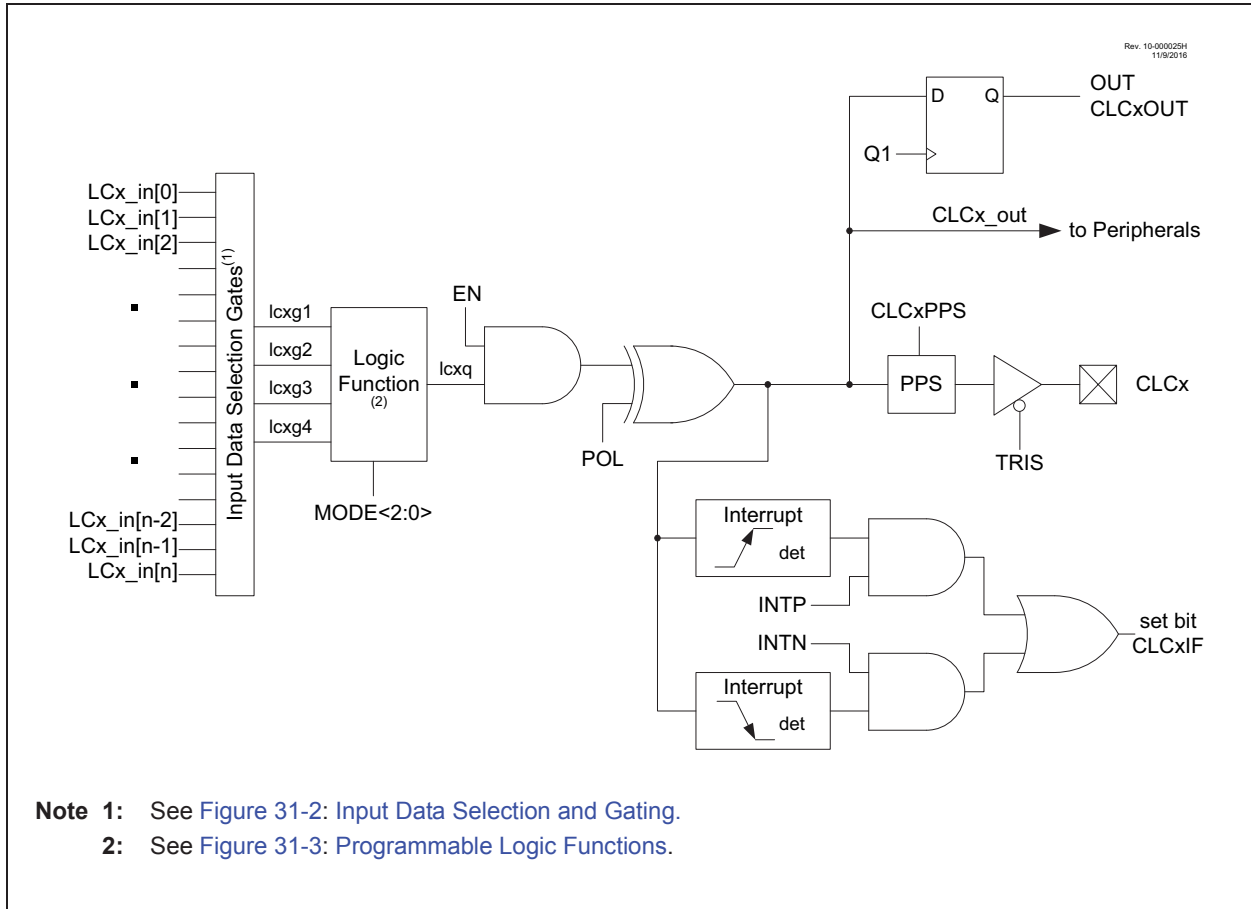 Rev. 10-000025H
11/9/2016
OUT
CLCxOUT
D
Q
Q1
CLCx_out
to Peripherals
LCx_in[0]
LCx_in[1]
LCx_in[2]
LCx_in[n-2]
LCx_in[n-1]
LCx_in[n]
Input Data Selection Gates(1)
lcxg1
lcxg2
lcxg3
lcxg4
Logic
Function
(2)
MODE<2:0>
lcxq
EN
POL
CLCxPPS
PPS
TRIS
CLCx
Interrupt
det
INTP
INTN
Interrupt
det
set bit
CLCxIF
Note 1: See Figure 31-2: Input Data Selection and Gating.
2: See Figure 31-3: Programmable Logic Functions.